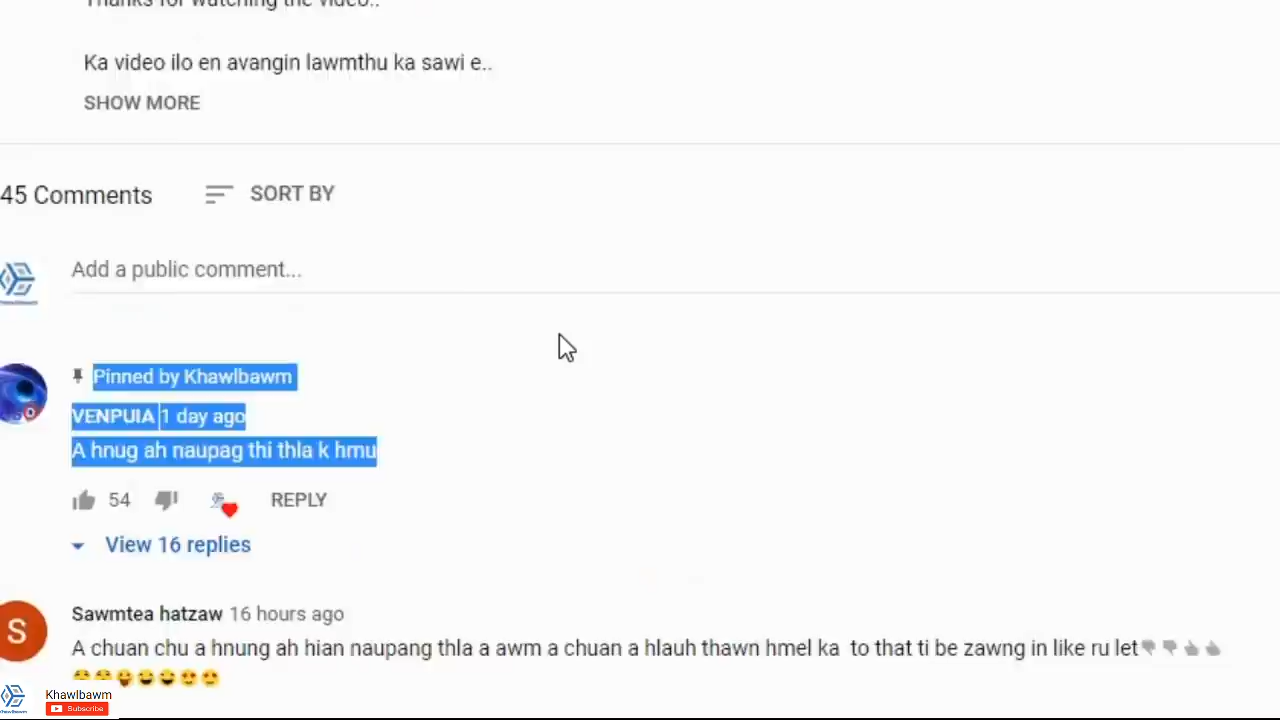 Thanks for watching the video..
Ka video ilo en avangin lawmthu ka sawi e..
SHOW MORE
45 Comments SORT BY
Add a public comment...
Pinned by Khawlbawm
VENPUIA 1 day ago
A hnug ah naupag thi thla k hmu
54 REPLY
View 16 replies
S
Sawmtea hatzaw 16 hours ago
A chuan chu a hnung ah hian naupang thla a awm a chuan a hlauh thawn hmel ka to that ti be zawng in like ru let👎👎👍👍
Khawlbawm
Subscribe